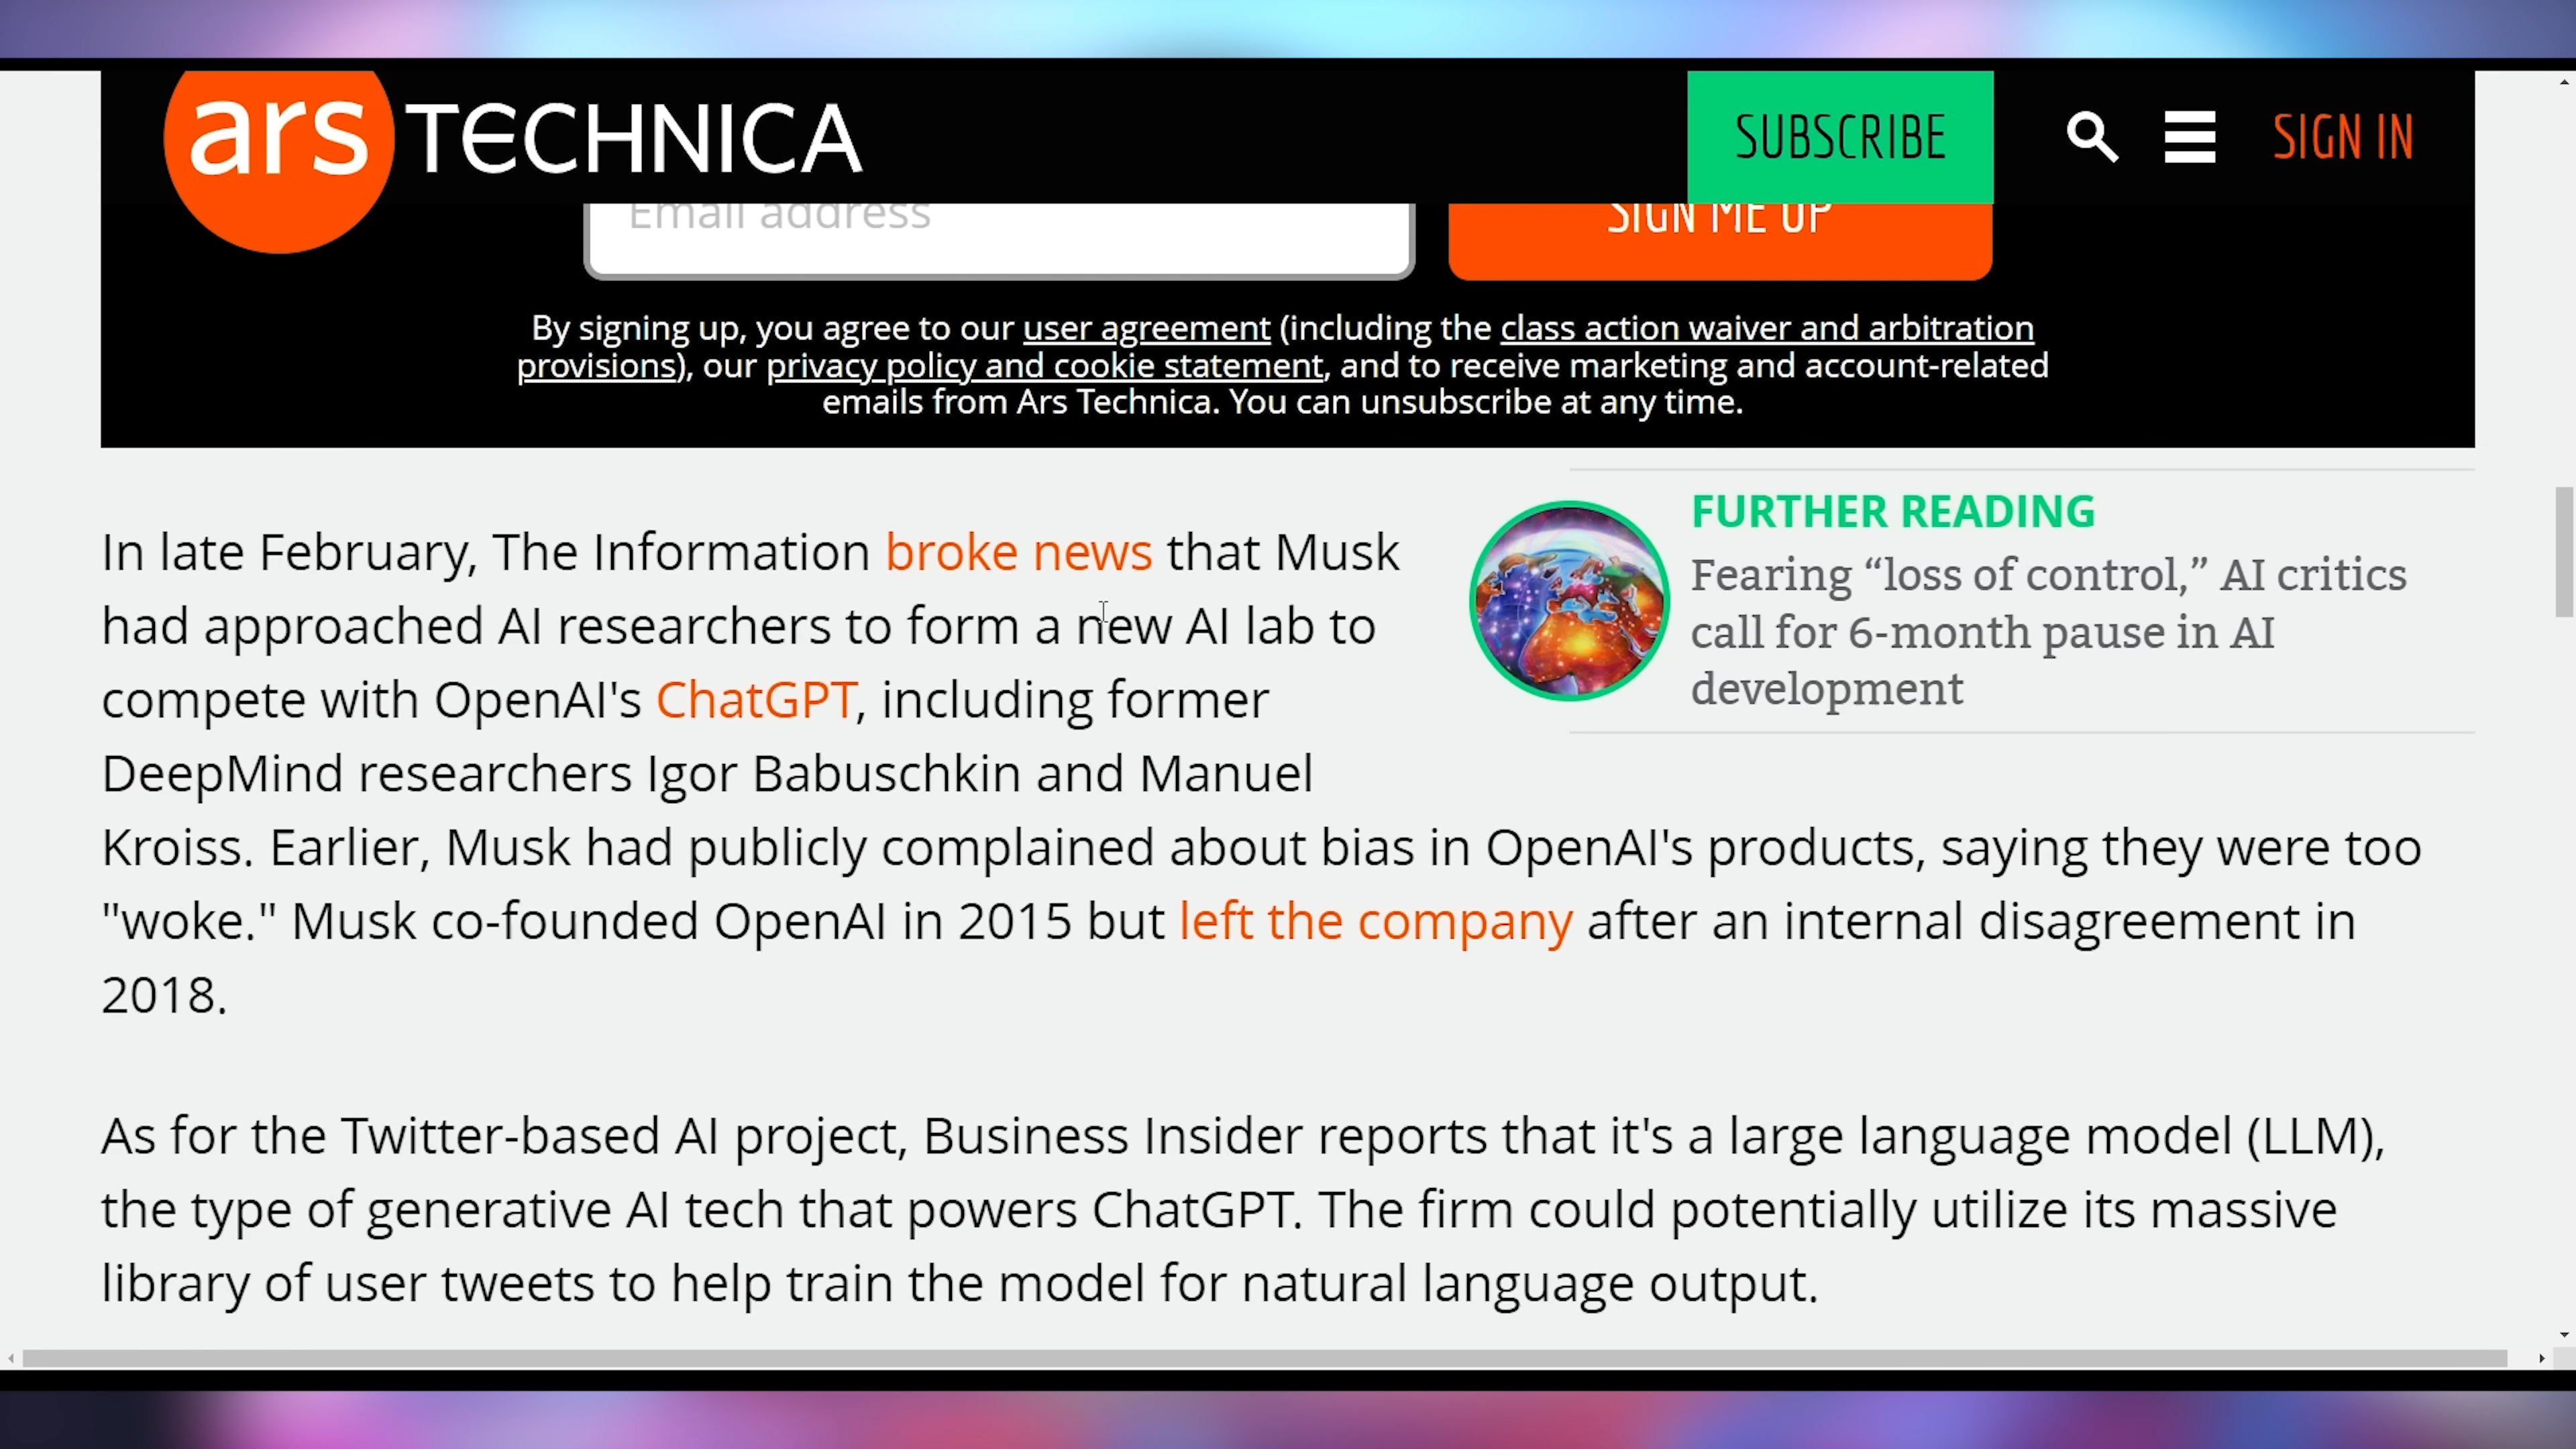 ars TECHNICA
SUBSCRIBE
SIGN IN
Email address
SIGN ME UP
By signing up, you agree to our user agreement (including the class action waiver and arbitration
provisions), our privacy policy and cookie statement, and to receive marketing and account-related
emails from Ars Technica. You can unsubscribe at any time.
In late February, The Information broke news that Musk
had approached AI researchers to form a new AI lab to
compete with OpenAI's ChatGPT, including former
DeepMind researchers Igor Babuschkin and Manuel
Kroiss. Earlier, Musk had publicly complained about bias in OpenAI's products, saying they were too
"woke." Musk co-founded OpenAI in 2015 but left the company after an internal disagreement in
2018.
FURTHER READING
Fearing “loss of control,” AI critics
call for 6-month pause in AI
development
As for the Twitter-based AI project, Business Insider reports that it's a large language model (LLM),
the type of generative AI tech that powers ChatGPT. The firm could potentially utilize its massive
library of user tweets to help train the model for natural language output.